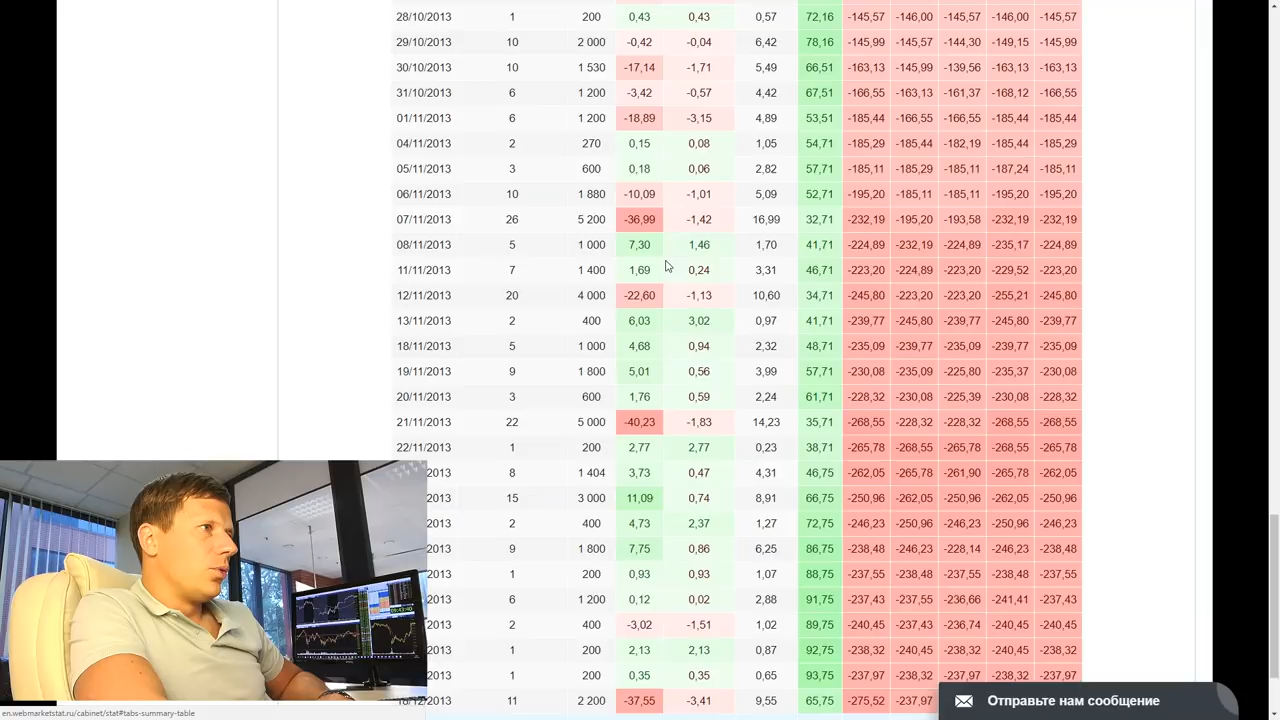 28/10/2013 1 200 0,43 0,43 0,57 72,16 -145,57 -146,00 -145,57 -146,00 -145,57
29/10/2013 10 2 000 -0,42 -0,04 6,42 78,16 -145,99 -145,57 -144,30 -149,15 -145,99
30/10/2013 10 1 530 -17,14 -1,71 5,49 66,51 -163,13 -145,99 -139,56 -163,13 -163,13
31/10/2013 6 1 200 -3,42 -0,57 4,42 67,51 -166,55 -163,13 -161,37 -168,12 -166,55
01/11/2013 6 1 200 -18,89 -3,15 4,89 53,51 -185,44 -166,55 -166,55 -185,44 -185,44
04/11/2013 2 270 0,15 0,08 1,05 54,71 -185,29 -185,44 -182,19 -185,44 -185,29
05/11/2013 3 600 0,18 0,06 2,82 57,71 -185,11 -185,29 -185,11 -187,24 -185,11
06/11/2013 10 1 880 -10,09 -1,01 5,09 52,71 -195,20 -185,11 -185,11 -195,20 -195,20
07/11/2013 26 5 200 -36,99 -1,42 16,99 32,71 -232,19 -195,20 -193,58 -232,19 -232,19
08/11/2013 5 1 000 7,30 1,46 1,70 41,71 -224,89 -232,19 -224,89 -235,17 -224,89
11/11/2013 7 1 400 1,69 0,24 3,31 46,71 -223,20 -224,89 -223,20 -229,52 -223,20
12/11/2013 20 4 000 -22,60 -1,13 10,60 34,71 -245,80 -223,20 -223,20 -255,21 -245,80
13/11/2013 2 400 6,03 3,02 0,97 41,71 -239,77 -245,80 -239,77 -245,80 -239,77
18/11/2013 5 1 000 4,68 0,94 2,32 48,71 -235,09 -239,77 -235,09 -239,77 -235,09
19/11/2013 9 1 800 5,01 0,56 3,99 57,71 -230,08 -235,09 -225,80 -235,37 -230,08
20/11/2013 3 600 1,76 0,59 2,24 61,71 -228,32 -230,08 -225,39 -230,08 -228,32
21/11/2013 22 5 000 -40,23 -1,83 14,23 35,71 -268,55 -228,32 -228,32 -268,55 -268,55
22/11/2013 1 200 2,77 2,77 0,23 38,71 -265,78 -268,55 -265,78 -268,55 -265,78
2013 8 1 404 3,73 0,47 4,31 46,75 -262,05 -265,78 -261,90 -265,78 -262,05
2013 15 3 000 11,09 0,74 8,91 66,75 -250,96 -262,05 -250,96 -262,05 -250,96
2013 2 400 4,73 2,37 1,27 72,75 -246,23 -250,96 -246,23 -250,96 -246,23
2013 9 1 800 7,75 0,86 6,25 86,75 -238,48 -246,23 -228,14 -246,23 -238,48
2013 1 200 0,93 0,93 1,07 88,75 -237,55 -238,48 -237,55 -238,48 -237,55
2013 6 1 200 0,12 0,02 2,88 91,75 -237,43 -237,55 -236,66 -241,41 -237,43
2013 2 400 -3,02 -1,51 1,02 89,75 -240,45 -237,43 -236,74 -240,45 -240,45
2013 1 200 2,13 2,13 0,87 92,75 -238,32 -240,45 -238,32 -240,45 -238,32
2013 1 200 0,35 0,35 0,65 93,75 -237,97 -238,32
2013 11 2 200 -37,55 -3,41 9,55 65,75 -275,52 -237,97
Отправьте нам сообщение
en.webmarketstat.ru/cabinet/stat#tabs-summary-table